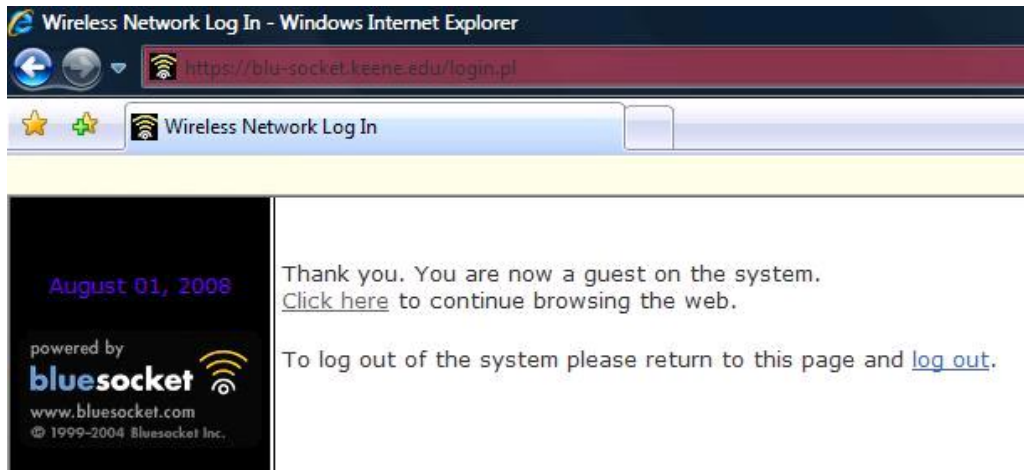 Wireless Network Log In - Windows Internet Explorer
https://blu-socket.keene.edu/login.pl
Wireless Network Log In
August 01, 2008
powered by
bluesocket
www.bluesocket.com
© 1999-2004 Bluesocket Inc.
Thank you. You are now a guest on the system.
Click here to continue browsing the web.
To log out of the system please return to this page and log out.